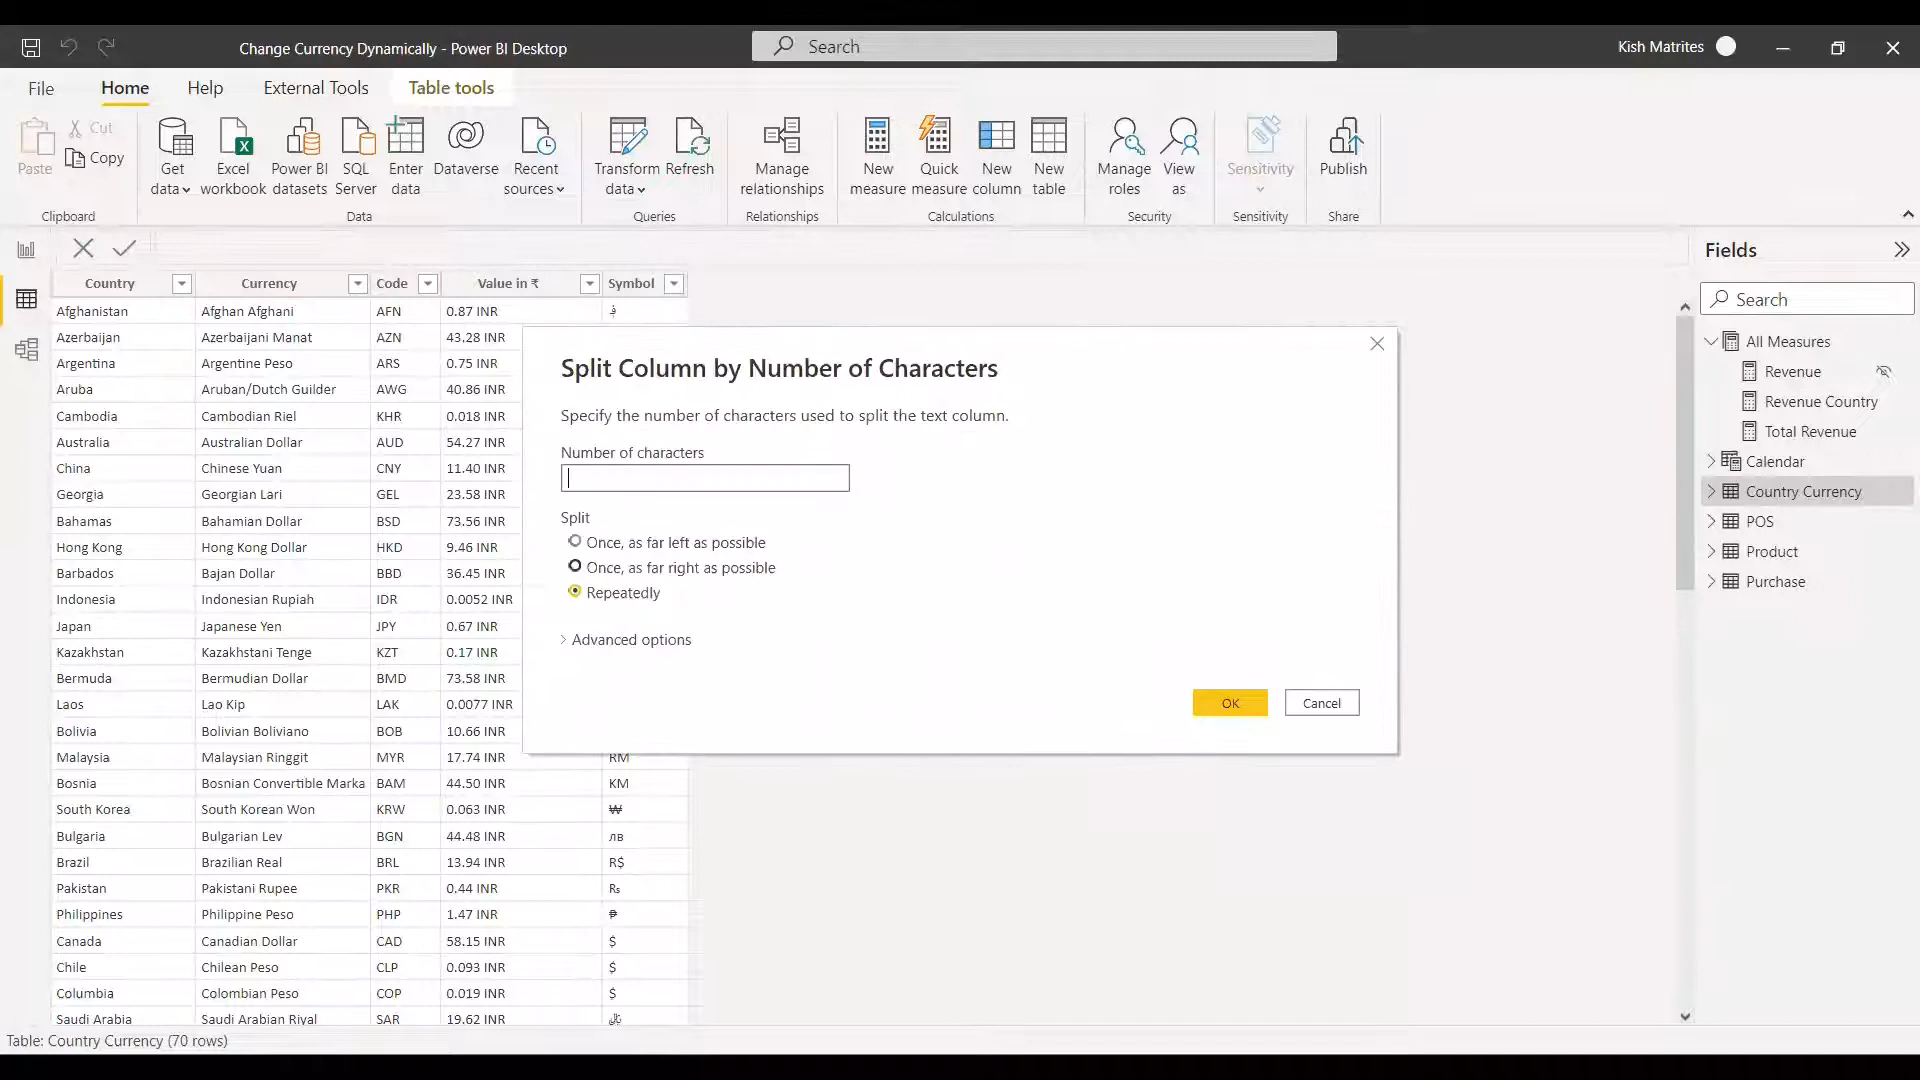 Change Currency Dynamically - Power BI Desktop
Search
Kish Matrites
File
Home
Help
External Tools
Table tools
Paste
Cut
Copy
Clipboard
Get data
Excel workbook
Power BI datasets
SQL Server
Enter data
Dataverse
Recent sources
Data
Transform data
Refresh
Queries
Manage relationships
Relationships
New measure
Quick measure
New column
New table
Calculations
Manage roles
View as
Security
Sensitivity
Sensitivity
Publish
Share
Country Currency Code Value in ₹ Symbol
Afghanistan Afghan Afghani AFN 0.87 INR ؋
Azerbaijan Azerbaijani Manat AZN 43.28 INR
Argentina Argentine Peso ARS 0.75 INR
Aruba Aruban/Dutch Guilder AWG 40.86 INR
Cambodia Cambodian Riel KHR 0.018 INR
Australia Australian Dollar AUD 54.27 INR
China Chinese Yuan CNY 11.40 INR
Georgia Georgian Lari GEL 23.58 INR
Bahamas Bahamian Dollar BSD 73.56 INR
Hong Kong Hong Kong Dollar HKD 9.46 INR
Barbados Bajan Dollar BBD 36.45 INR
Indonesia Indonesian Rupiah IDR 0.0052 INR
Japan Japanese Yen JPY 0.67 INR
Kazakhstan Kazakhstani Tenge KZT 0.17 INR
Bermuda Bermudian Dollar BMD 73.58 INR
Laos Lao Kip LAK 0.0077 INR
Bolivia Bolivian Boliviano BOB 10.66 INR
Malaysia Malaysian Ringgit MYR 17.74 INR RM
Bosnia Bosnian Convertible Marka BAM 44.50 INR KM
South Korea South Korean Won KRW 0.063 INR ₩
Bulgaria Bulgarian Lev BGN 44.48 INR лв
Brazil Brazilian Real BRL 13.94 INR R$
Pakistan Pakistani Rupee PKR 0.44 INR ₨
Philippines Philippine Peso PHP 1.47 INR ₱
Canada Canadian Dollar CAD 58.15 INR $
Chile Chilean Peso CLP 0.093 INR $
Columbia Colombian Peso COP 0.019 INR $
Saudi Arabia Saudi Arabian Riyal SAR 19.62 INR ﷼
Table: Country Currency (70 rows)
Split Column by Number of Characters
Specify the number of characters used to split the text column.
Number of characters
Split
Once, as far left as possible
Once, as far right as possible
Repeatedly
Advanced options
OK
Cancel
Fields
Search
All Measures
Revenue
Revenue Country
Total Revenue
Calendar
Country Currency
POS
Product
Purchase